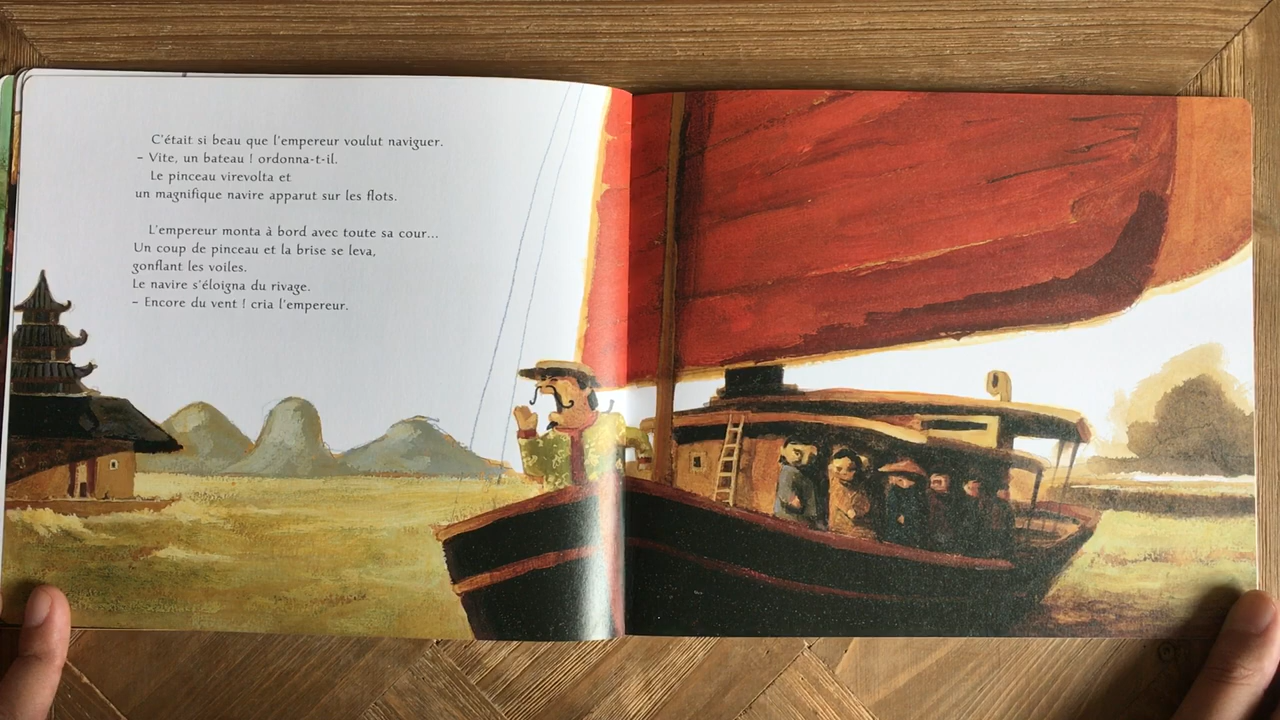 C'était si beau que l'empereur voulut naviguer.
– Vite, un bateau ! ordonna-t-il.
Le pinceau virevolta et
un magnifique navire apparut sur les flots.
L'empereur monta à bord avec toute sa cour...
Un coup de pinceau et la brise se leva,
gonflant les voiles.
Le navire s'éloigna du rivage.
– Encore du vent ! cria l'empereur.